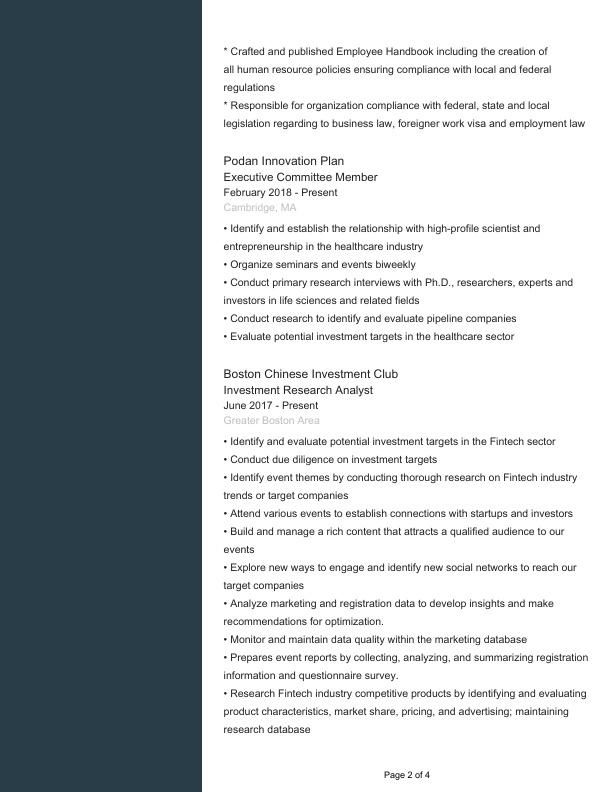 * Crafted and published Employee Handbook including the creation of
all human resource policies ensuring compliance with local and federal
regulations
* Responsible for organization compliance with federal, state and local
legislation regarding to business law, foreigner work visa and employment law
Podan Innovation Plan
Executive Committee Member
February 2018 - Present
Cambridge, MA
• Identify and establish the relationship with high-profile scientist and
entrepreneurship in the healthcare industry
• Organize seminars and events biweekly
• Conduct primary research interviews with Ph.D., researchers, experts and
investors in life sciences and related fields
• Conduct research to identify and evaluate pipeline companies
• Evaluate potential investment targets in the healthcare sector
Boston Chinese Investment Club
Investment Research Analyst
June 2017 - Present
Greater Boston Area
• Identify and evaluate potential investment targets in the Fintech sector
• Conduct due diligence on investment targets
• Identify event themes by conducting thorough research on Fintech industry
trends or target companies
• Attend various events to establish connections with startups and investors
• Build and manage a rich content that attracts a qualified audience to our
events
• Explore new ways to engage and identify new social networks to reach our
target companies
• Analyze marketing and registration data to develop insights and make
recommendations for optimization.
• Monitor and maintain data quality within the marketing database
• Prepares event reports by collecting, analyzing, and summarizing registration
information and questionnaire survey.
• Research Fintech industry competitive products by identifying and evaluating
product characteristics, market share, pricing, and advertising; maintaining
research database
Page 2 of 4